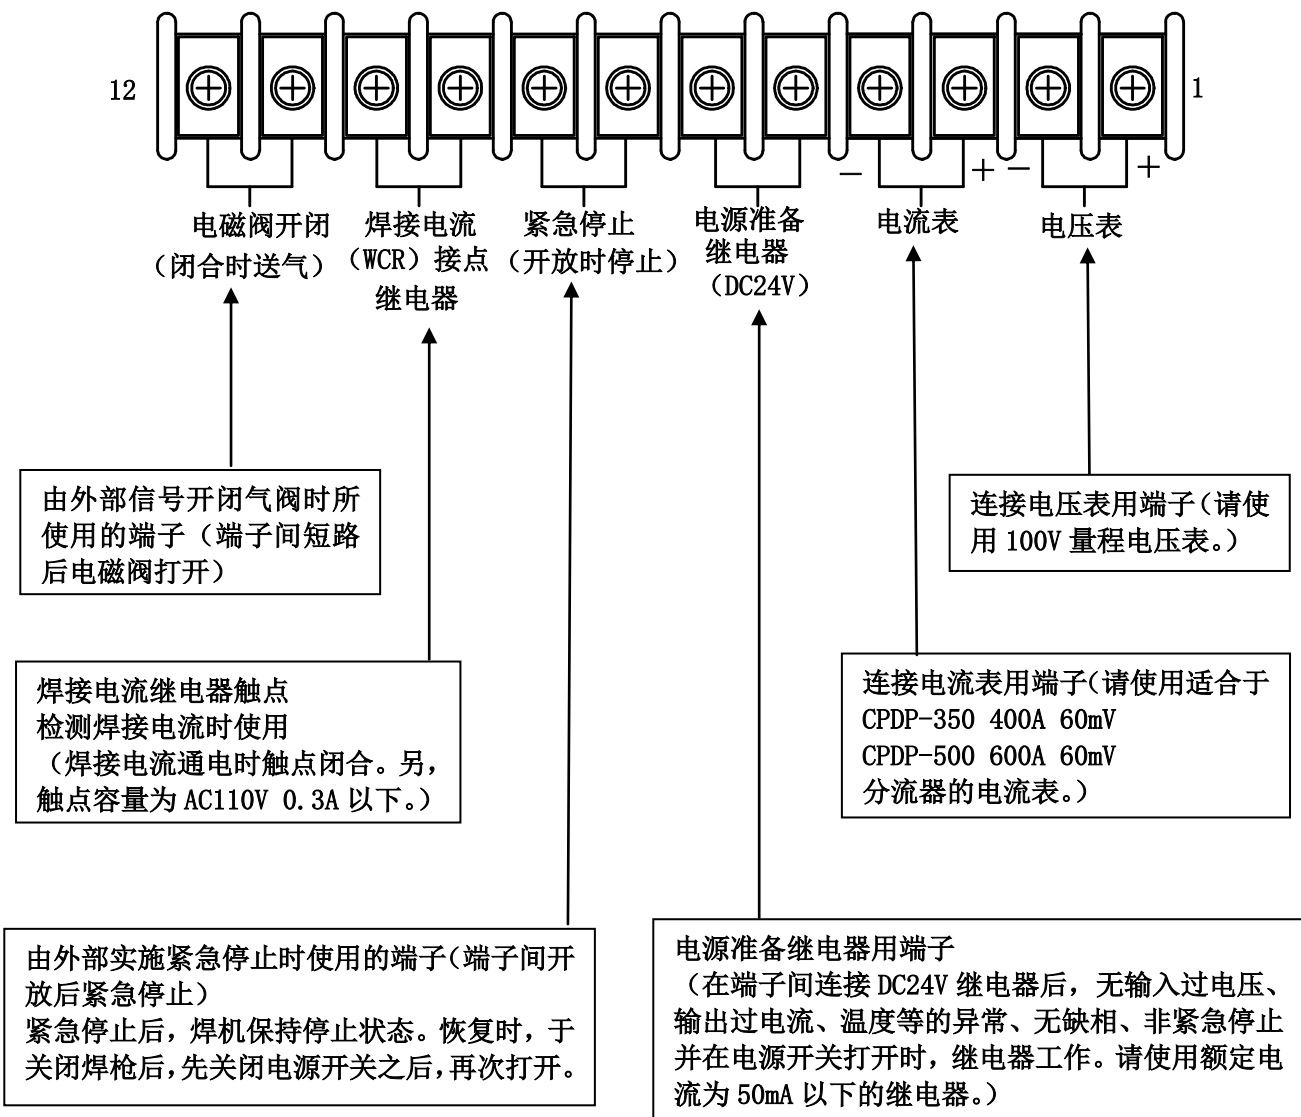 12
1
－
＋
－
＋
电磁阀开闭
（闭合时送气）
焊接电流
（WCR）接点
继电器
紧急停止
（开放时停止）
电源准备
继电器
（DC24V）
电流表
电压表
由外部信号开闭气阀时所
使用的端子（端子间短路
后电磁阀打开）
连接电压表用端子（请使
用 100V 量程电压表。）
焊接电流继电器触点
检测焊接电流时使用
（焊接电流通电时触点闭合。另，
触点容量为 AC110V 0.3A 以下。）
连接电流表用端子（请使用适合于
CPDP-350 400A 60mV
CPDP-500 600A 60mV
分流器的电流表。）
由外部实施紧急停止时使用的端子（端子间开
放后紧急停止）
紧急停止后，焊机保持停止状态。恢复时，于
关闭焊枪后，先关闭电源开关之后，再次打开。
电源准备继电器用端子
（在端子间连接 DC24V 继电器后，无输入过电压、
输出过电流、温度等的异常、无缺相、非紧急停止
并在电源开关打开时，继电器工作。请使用额定电
流为 50mA 以下的继电器。）